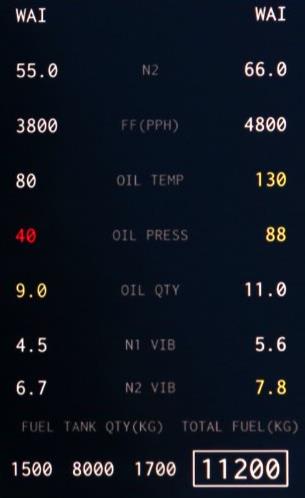 WAI WAI
55.0 N2 66.0
3800 FF(PPH) 4800
80 OIL TEMP 130
40 OIL PRESS 88
9.0 OIL QTY 11.0
4.5 N1 VIB 5.6
6.7 N2 VIB 7.8
FUEL TANK QTY(KG) TOTAL FUEL(KG)
1500 8000 1700 11200